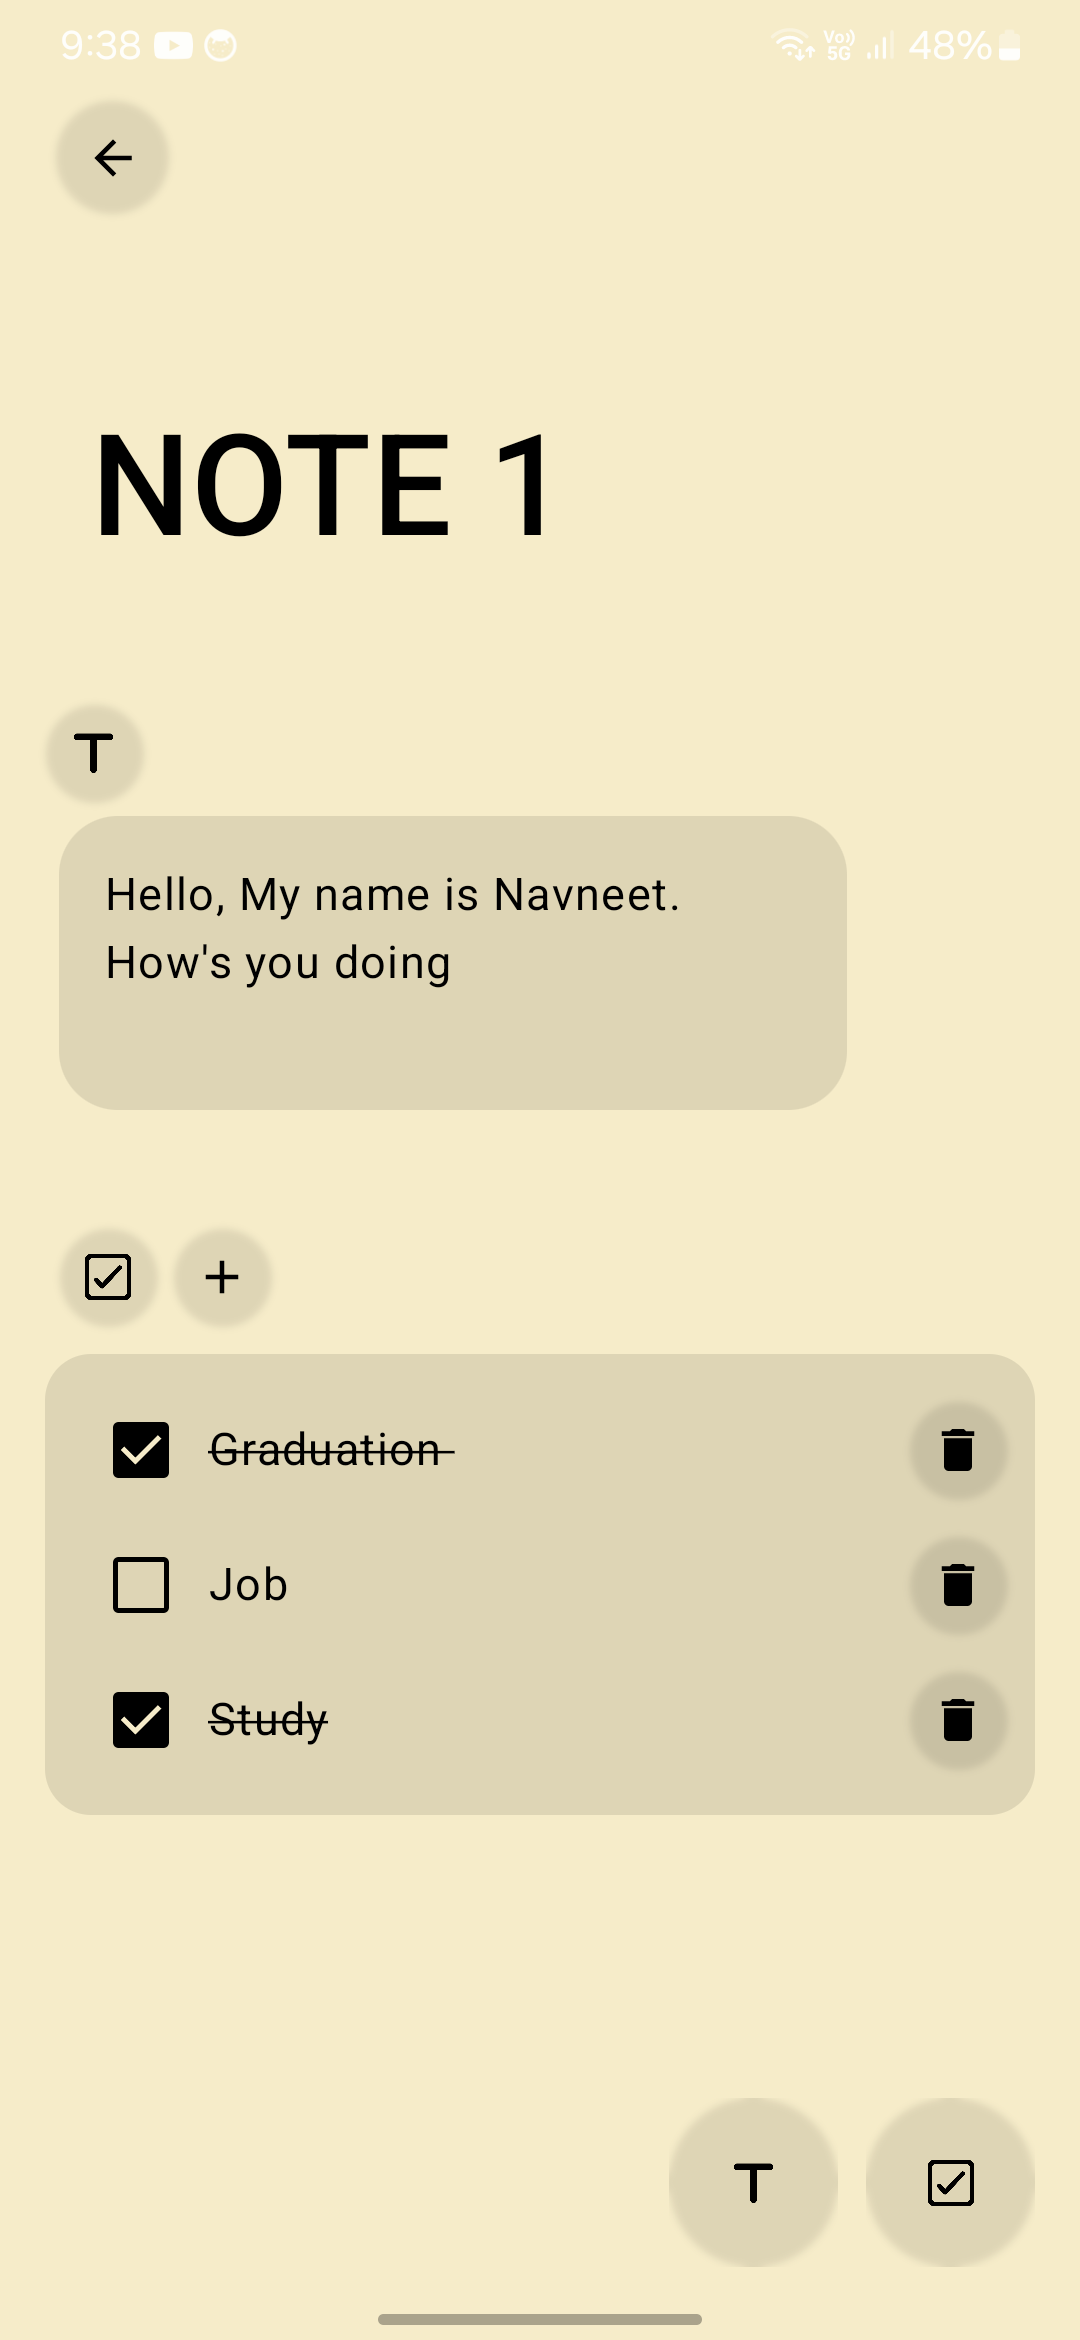 9:38 Vo)) 5G 48%
NOTE 1
T
Hello, My name is Navneet.
How's you doing
Graduation
Job
Study
T